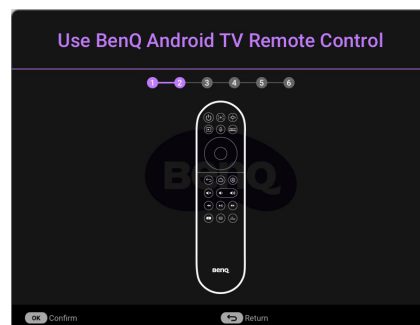 Use BenQ Android TV Remote Control
1 2 3 4 5 6
BenQ
BenQ
OK Confirm Return